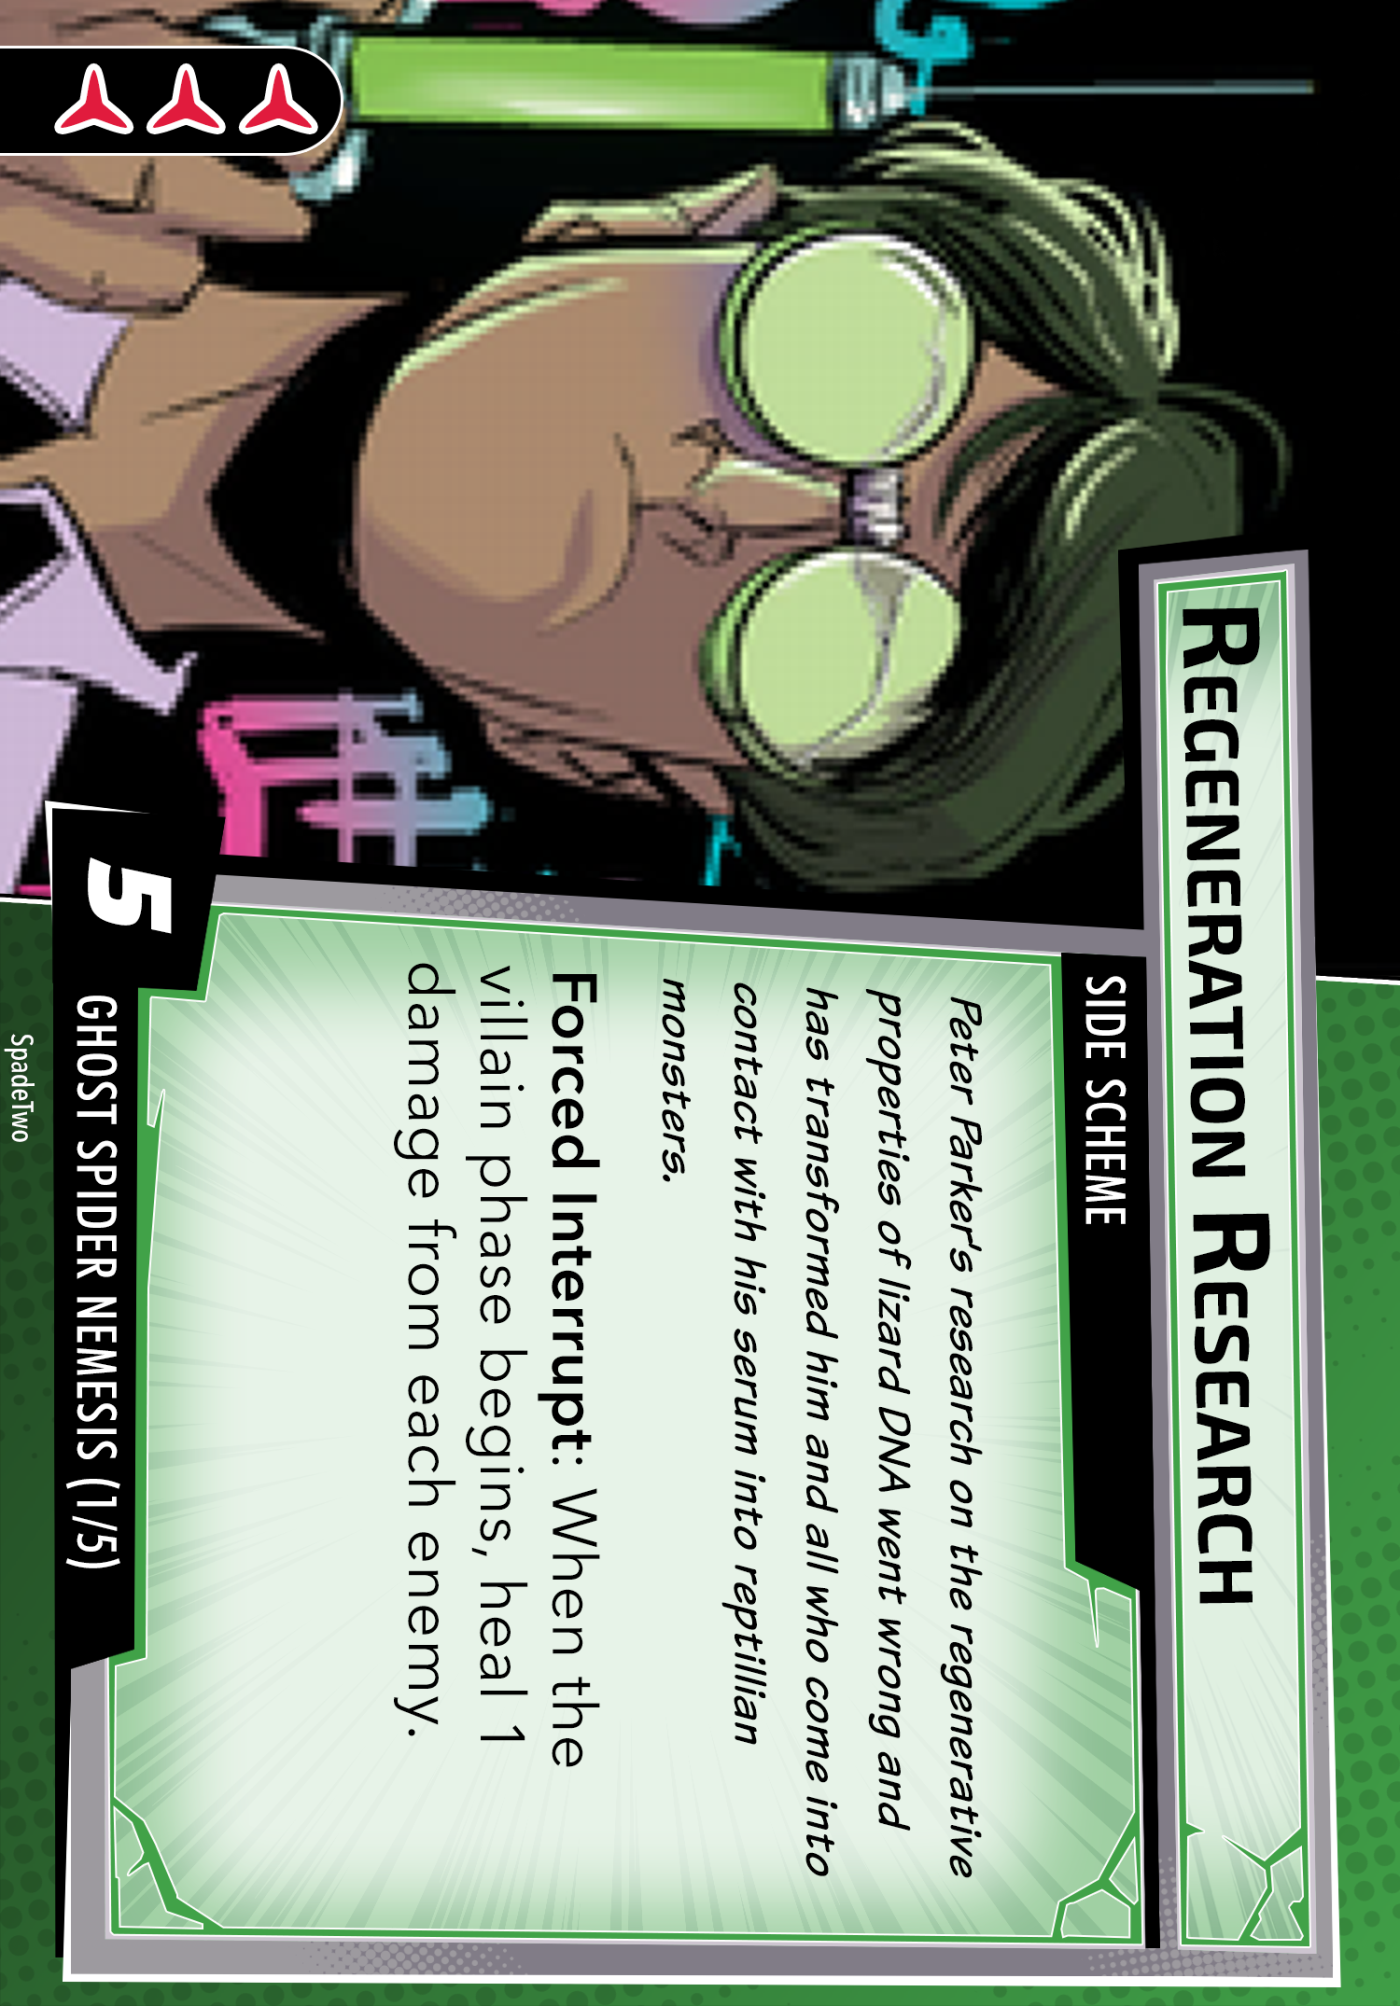 REGENERATION RESEARCH
SIDE SCHEME
Peter Parker's research on the regenerative
properties of lizard DNA went wrong and
has transformed him and all who come into
contact with his serum into reptillian
monsters.
Forced Interrupt: When the
villain phase begins, heal 1
damage from each enemy.
5
GHOST SPIDER NEMESIS (1/5)
SpadeTwo